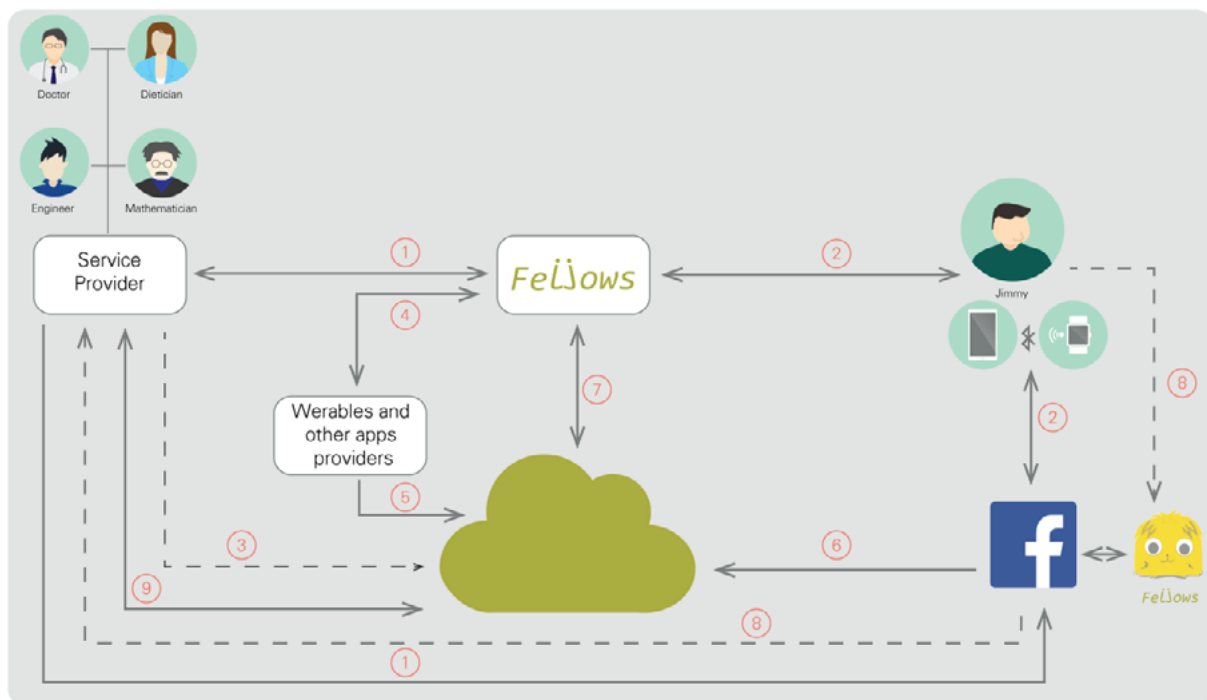 Doctor
Dietician
Engineer
Mathematician
Service
Provider
1
Fellows
2
Jimmy
4
7
8
Werables and
other apps
providers
2
5
3
6
f
9
8
Fellows
1